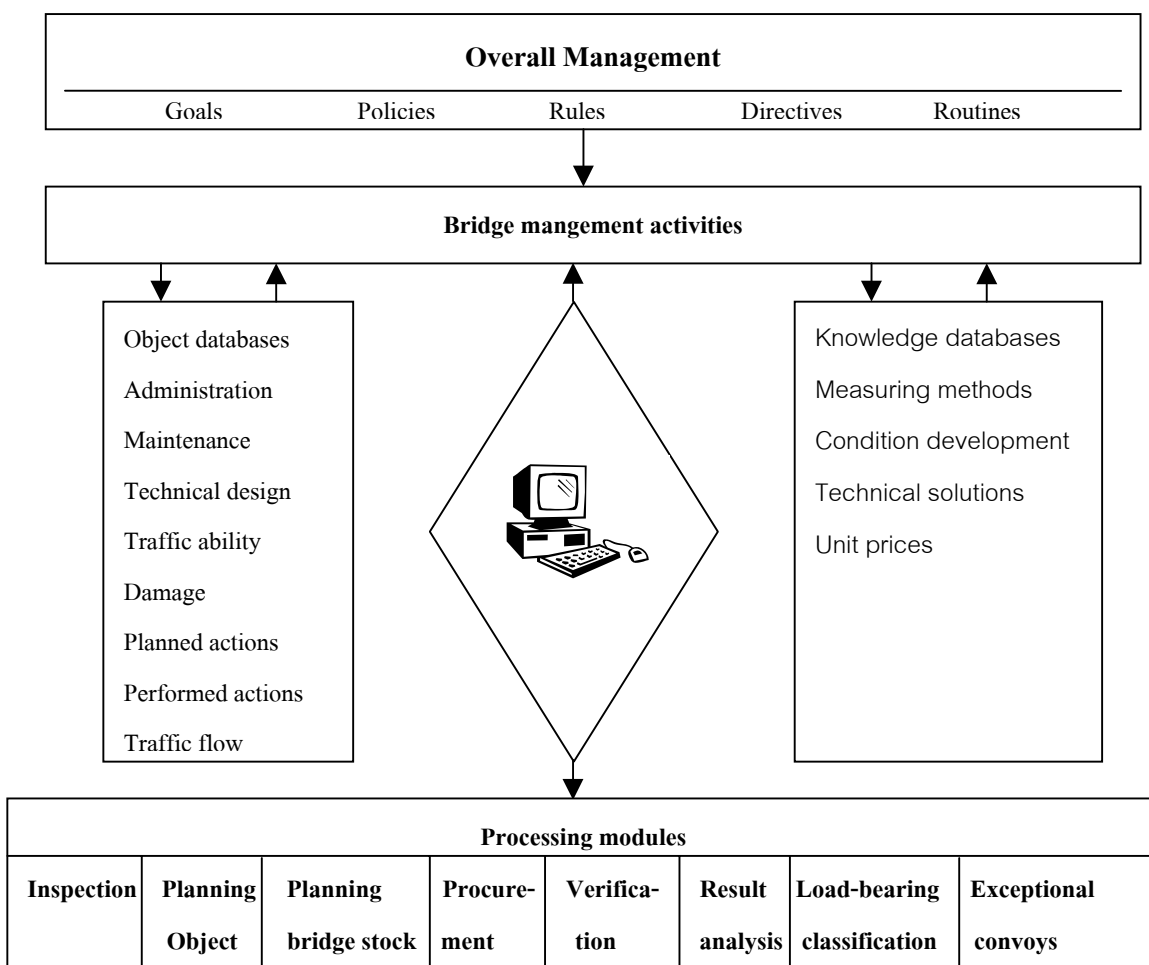 Overall Management
Goals Policies Rules Directives Routines
Bridge mangement activities
Object databases
Administration
Maintenance
Technical design
Traffic ability
Damage
Planned actions
Performed actions
Traffic flow
Knowledge databases
Measuring methods
Condition development
Technical solutions
Unit prices
Processing modules
Inspection
Planning
Object
Planning
bridge stock
Procure-
ment
Verifica-
tion
Result
analysis
Load-bearing
classification
Exceptional
convoys